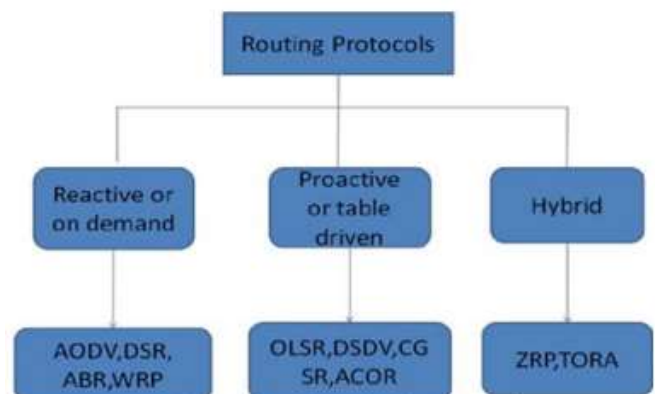 Routing Protocols
Reactive or
on demand
Proactive
or table
driven
Hybrid
AODV,DSR,
ABR,WRP
OLSR,DSDV,CG
SR,ACOR
ZRP,TORA